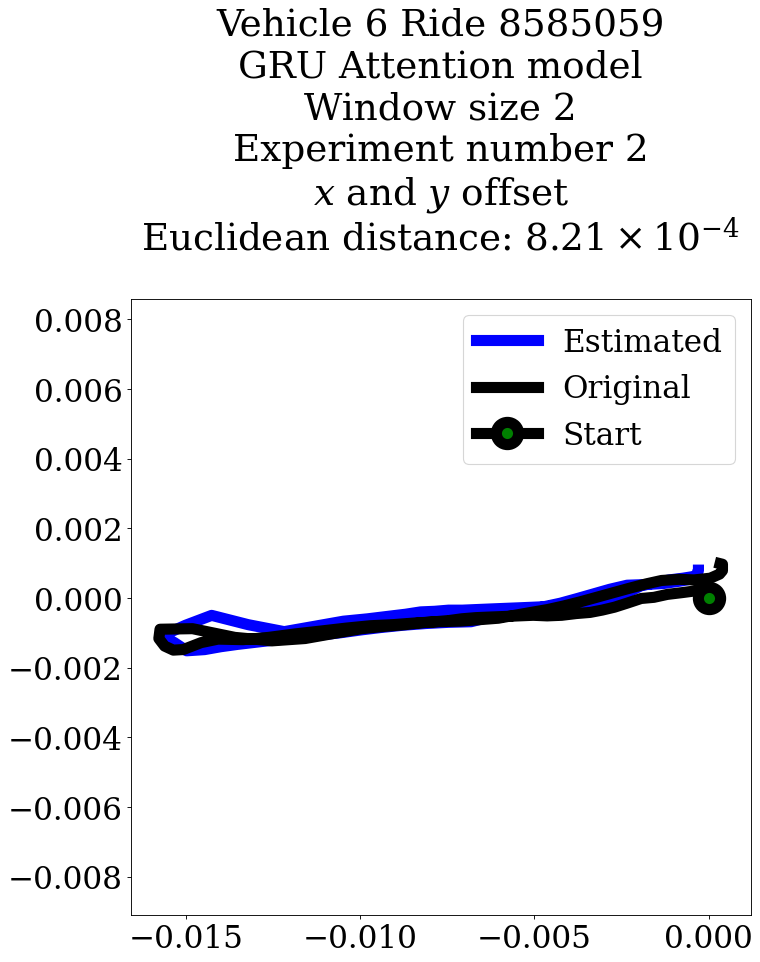 Vehicle 6 Ride 8585059
GRU Attention model
Window size 2
Experiment number 2
x and y offset
Euclidean distance: 8.21 × 10⁻⁴
Estimated
Original
Start
0.008
0.006
0.004
0.002
0.000
−0.002
−0.004
−0.006
−0.008
−0.015 −0.010 −0.005 0.000